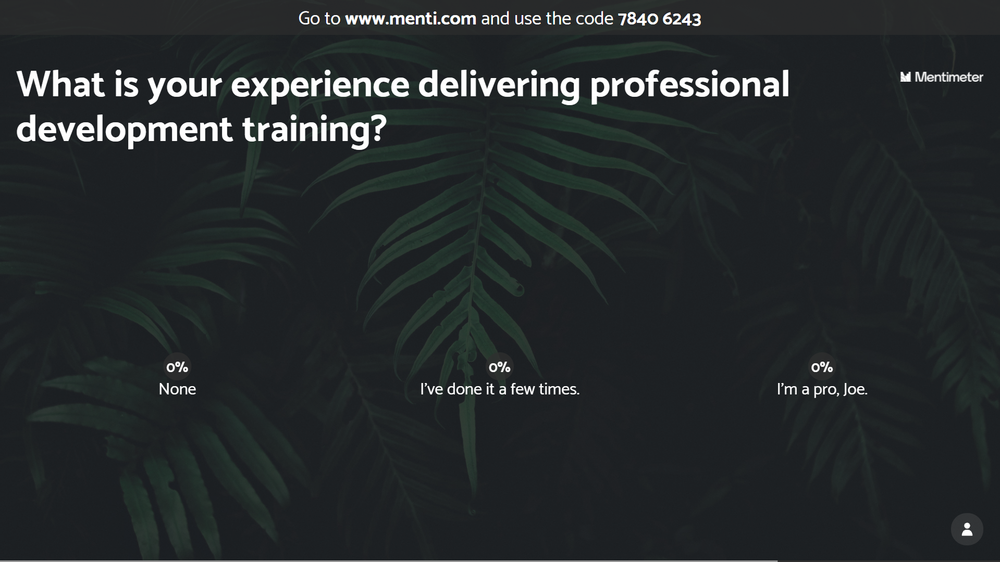 Go to www.menti.com and use the code 7840 6243
Mentimeter
What is your experience delivering professional
development training?
0%
0%
0%
None
I've done it a few times.
I'm a pro, Joe.